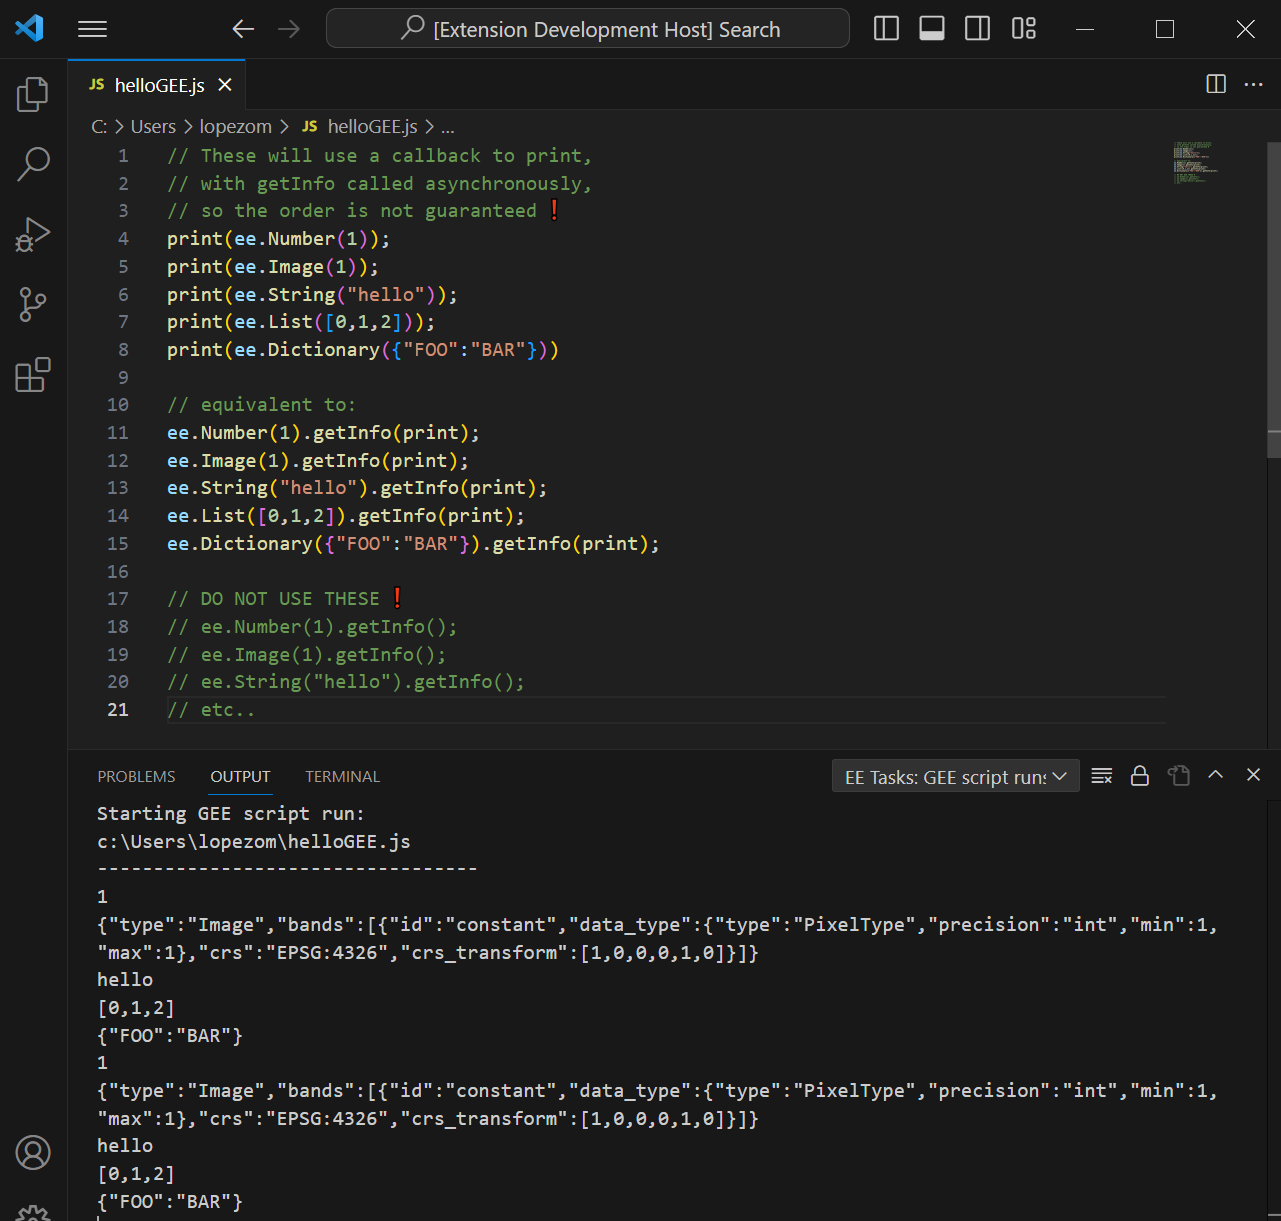 [Extension Development Host] Search
JS helloGEE.js
C: > Users > lopezom > JS helloGEE.js > ...
1 // These will use a callback to print,
2 // with getInfo called asynchronously,
3 // so the order is not guaranteed ❗
4 print(ee.Number(1));
5 print(ee.Image(1));
6 print(ee.String("hello"));
7 print(ee.List([0,1,2]));
8 print(ee.Dictionary({"FOO":"BAR"}))
9
10 // equivalent to:
11 ee.Number(1).getInfo(print);
12 ee.Image(1).getInfo(print);
13 ee.String("hello").getInfo(print);
14 ee.List([0,1,2]).getInfo(print);
15 ee.Dictionary({"FOO":"BAR"}).getInfo(print);
16
17 // DO NOT USE THESE ❗
18 // ee.Number(1).getInfo();
19 // ee.Image(1).getInfo();
20 // ee.String("hello").getInfo();
21 // etc..
PROBLEMS OUTPUT TERMINAL EE Tasks: GEE script runs
Starting GEE script run:
c:\Users\lopezom\helloGEE.js
----------------------------------
1
{"type":"Image","bands":[{"id":"constant","data_type":{"type":"PixelType","precision":"int","min":1,
"max":1},"crs":"EPSG:4326","crs_transform":[1,0,0,0,1,0]}]}
hello
[0,1,2]
{"FOO":"BAR"}
1
{"type":"Image","bands":[{"id":"constant","data_type":{"type":"PixelType","precision":"int","min":1,
"max":1},"crs":"EPSG:4326","crs_transform":[1,0,0,0,1,0]}]}
hello
[0,1,2]
{"FOO":"BAR"}